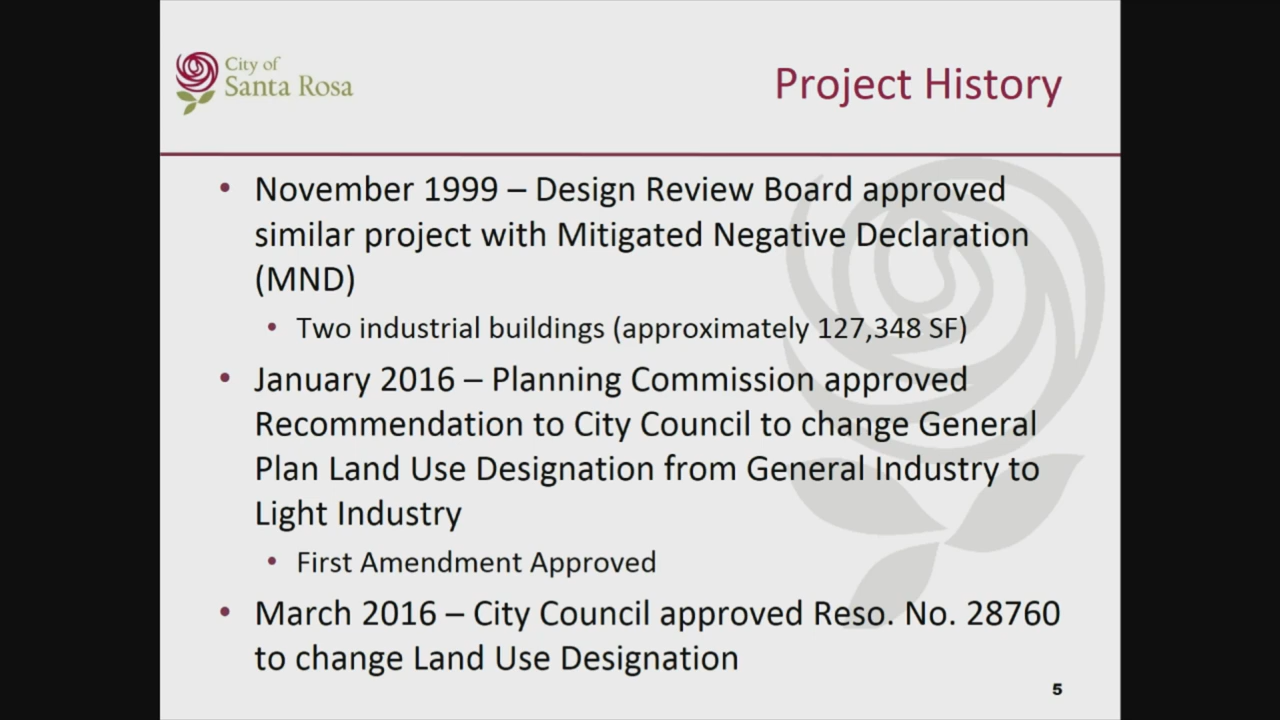 City of
Santa Rosa
Project History
• November 1999 – Design Review Board approved
similar project with Mitigated Negative Declaration
(MND)
• Two industrial buildings (approximately 127,348 SF)
• January 2016 – Planning Commission approved
Recommendation to City Council to change General
Plan Land Use Designation from General Industry to
Light Industry
• First Amendment Approved
• March 2016 – City Council approved Reso. No. 28760
to change Land Use Designation
5